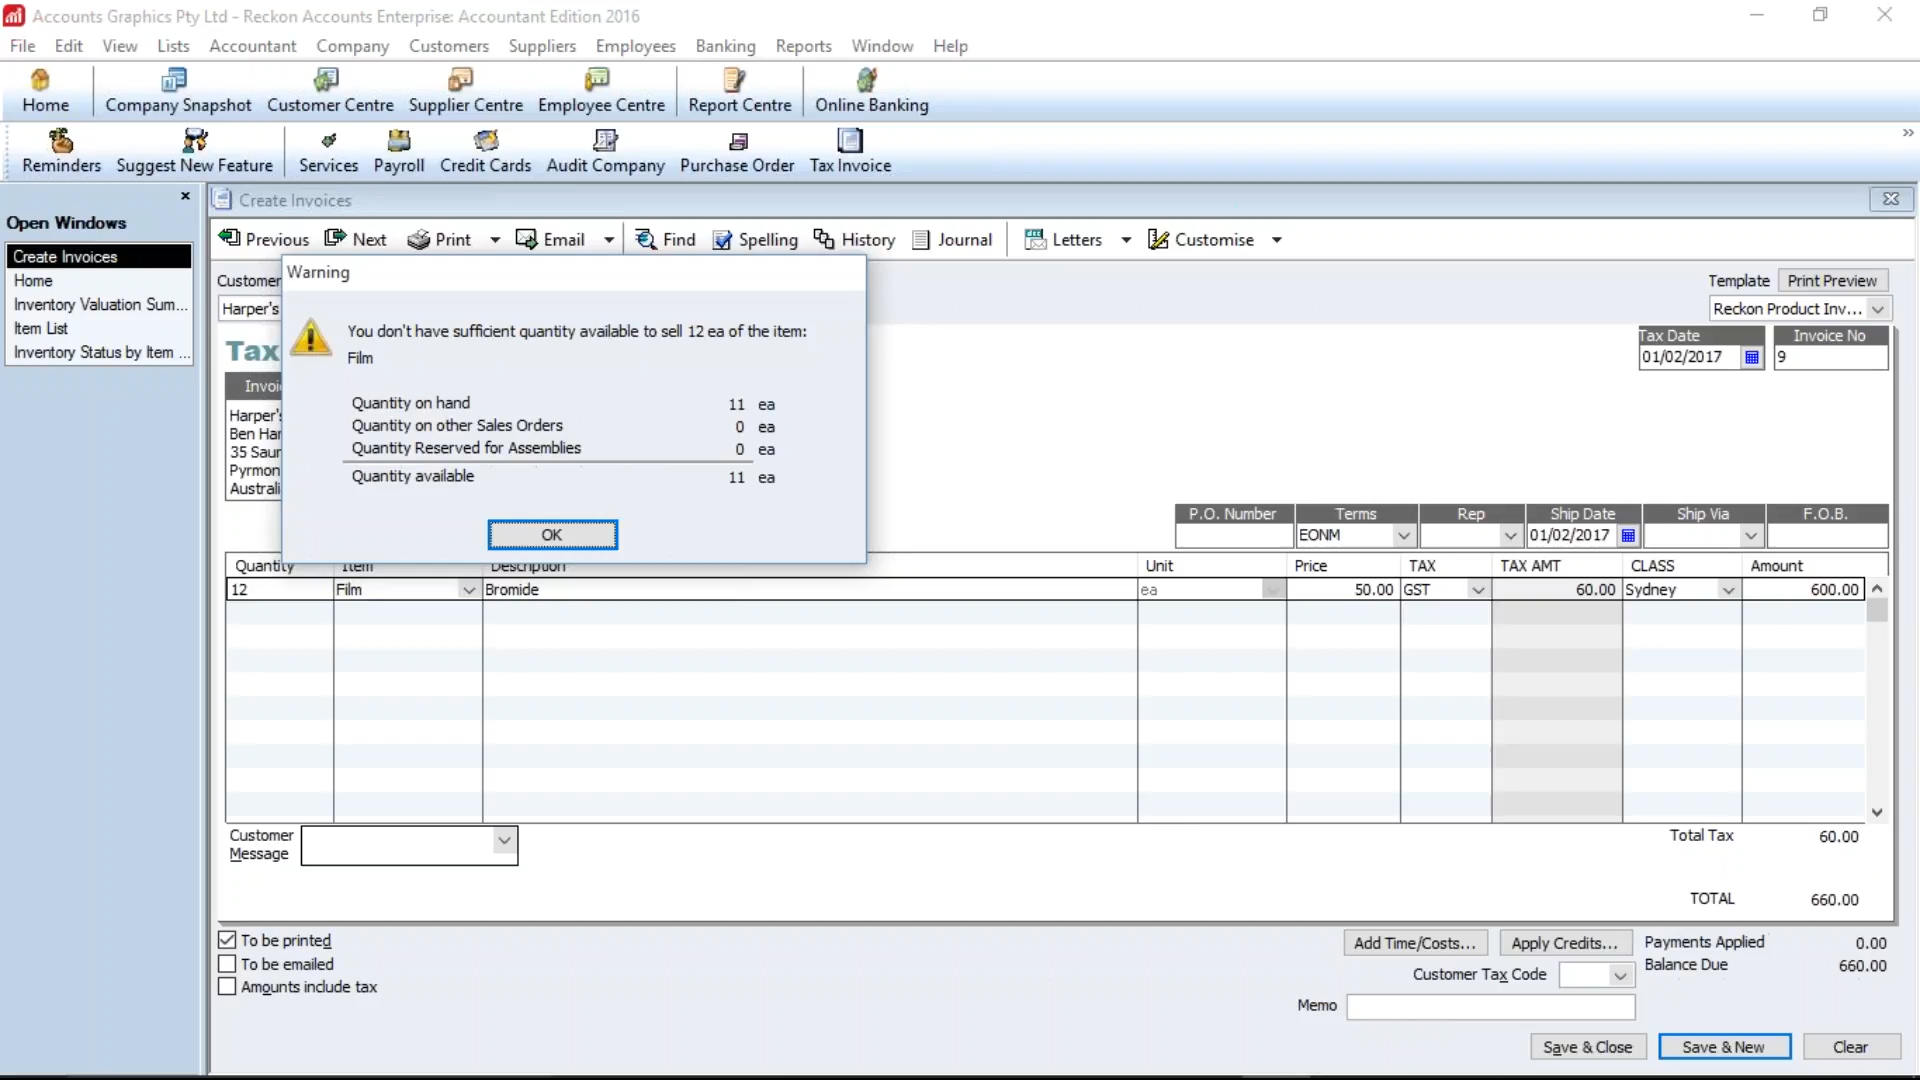 Accounts Graphics Pty Ltd - Reckon Accounts Enterprise: Accountant Edition 2016
File Edit View Lists Accountant Company Customers Suppliers Employees Banking Reports Window Help
Home Company Snapshot Customer Centre Supplier Centre Employee Centre Report Centre Online Banking
Reminders Suggest New Feature Services Payroll Credit Cards Audit Company Purchase Order Tax Invoice
Open Windows
Create Invoices
Home
Inventory Valuation Sum...
Item List
Inventory Status by Item ...
Create Invoices
Previous Next Print Email Find Spelling History Journal Letters Customise
Customer
Harper's
Template Print Preview
Reckon Product Inv...
Warning
You don't have sufficient quantity available to sell 12 ea of the item:
Film
Quantity on hand 11 ea
Quantity on other Sales Orders 0 ea
Quantity Reserved for Assemblies 0 ea
Quantity available 11 ea
OK
Tax
Tax Date Invoice No
01/02/2017 9
Invoi
Harper's
Ben Har
35 Saun
Pyrmon
Australi
P.O. Number Terms Rep Ship Date Ship Via F.O.B.
EONM 01/02/2017
Quantity Item Description Unit Price TAX TAX AMT CLASS Amount
12 Film Bromide ea 50.00 GST 60.00 Sydney 600.00
Customer
Message
Total Tax 60.00
TOTAL 660.00
To be printed
To be emailed
Amounts include tax
Add Time/Costs... Apply Credits... Payments Applied 0.00
Customer Tax Code Balance Due 660.00
Memo
Save & Close Save & New Clear